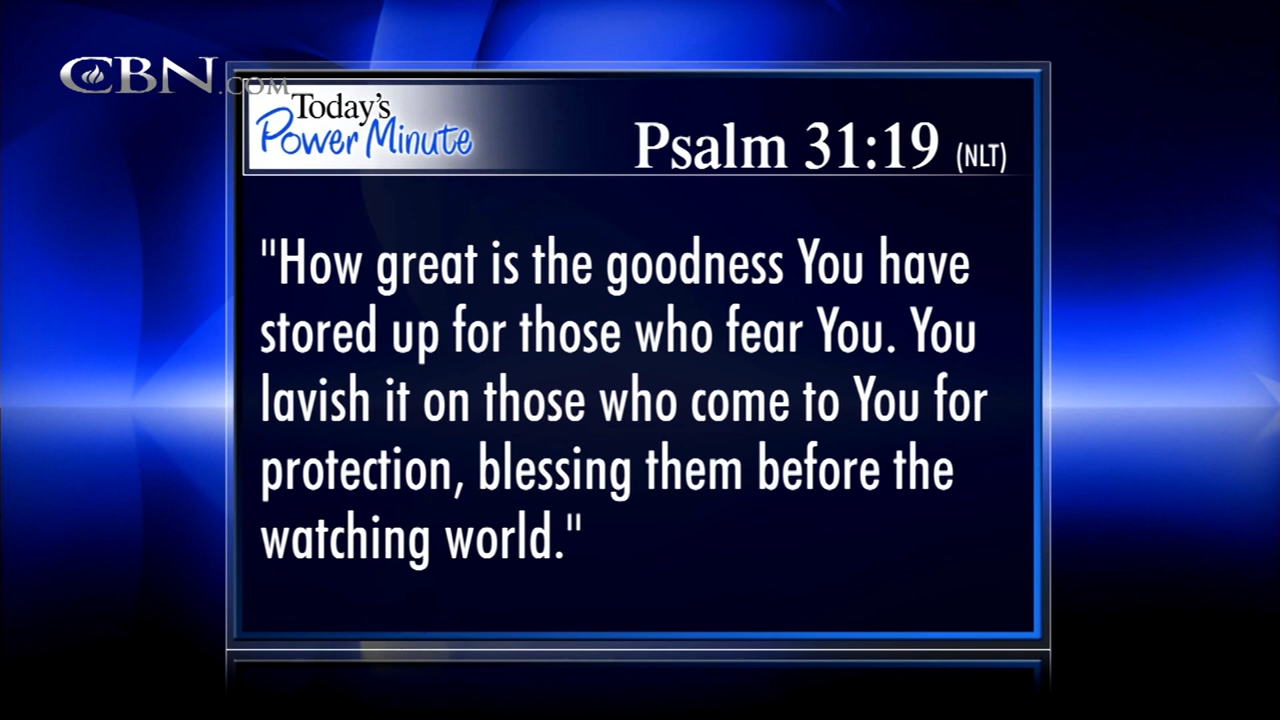 CBN.COM
Today's
Power Minute
Psalm 31:19 (NLT)
"How great is the goodness You have
stored up for those who fear You. You
lavish it on those who come to You for
protection, blessing them before the
watching world."